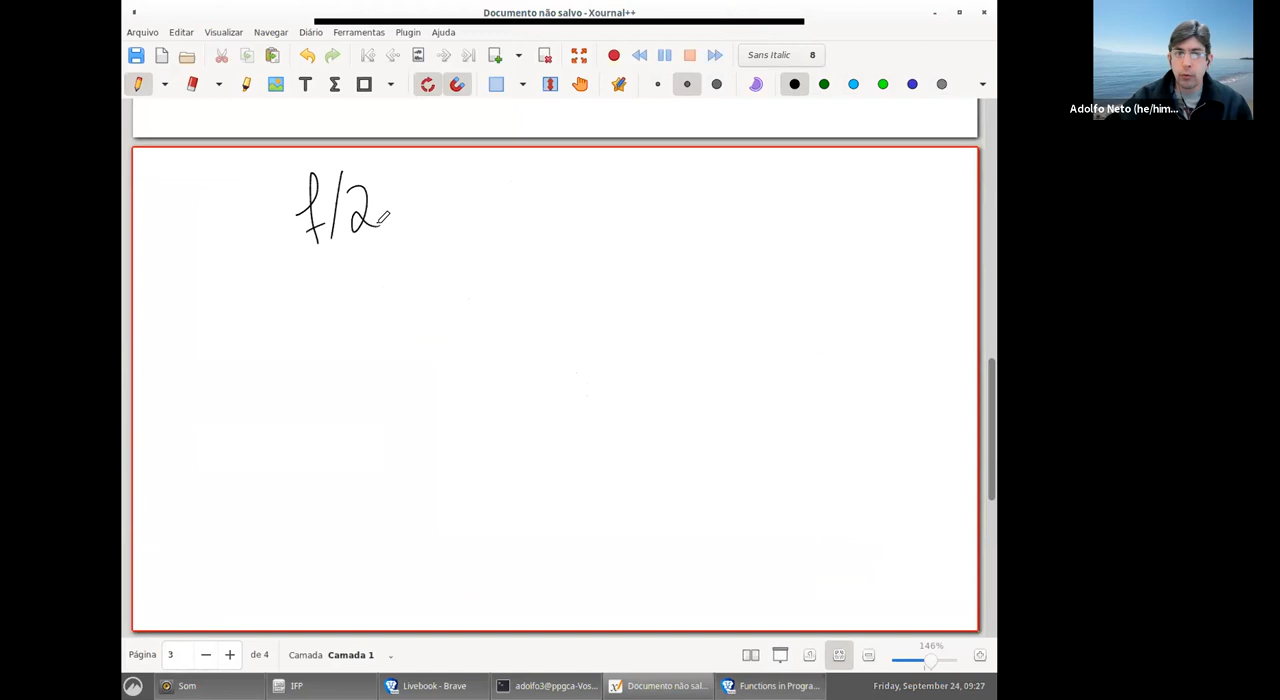 Documento não salvo - Xournal++
Arquivo Editar Visualizar Navegar Diário Ferramentas Plugin Ajuda
Sans Italic 8
Adolfo Neto (he/him...
f/2
146%
Página 3 de 4 Camada Camada 1
Som IFP Livebook - Brave adolfo3@ppgca-Vos... Documento não sal... Functions in Progra... Friday, September 24, 09:27